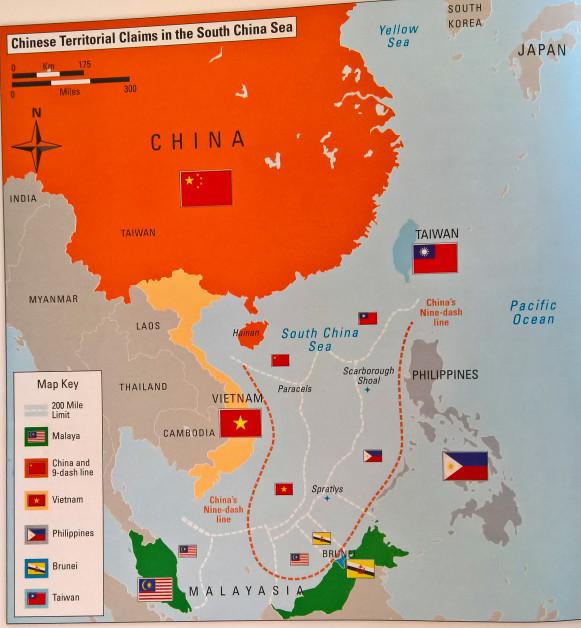 Chinese Territorial Claims in the South China Sea
0 Km 175
0 Miles 300
N
SOUTH
KOREA
Yellow
Sea
JAPAN
CHINA
INDIA
TAIWAN
TAIWAN
MYANMAR
LAOS
China's
Nine-dash
line
Pacific
Ocean
Hainan
South China
Sea
Scarborough
Shoal
Paracels
PHILIPPINES
THAILAND
VIETNAM
CAMBODIA
Spratlys
China's
Nine-dash
line
BRUNEI
MALAYASIA
Map Key
200 Mile
Limit
Malaya
China and
9-dash line
Vietnam
Philippines
Brunei
Taiwan